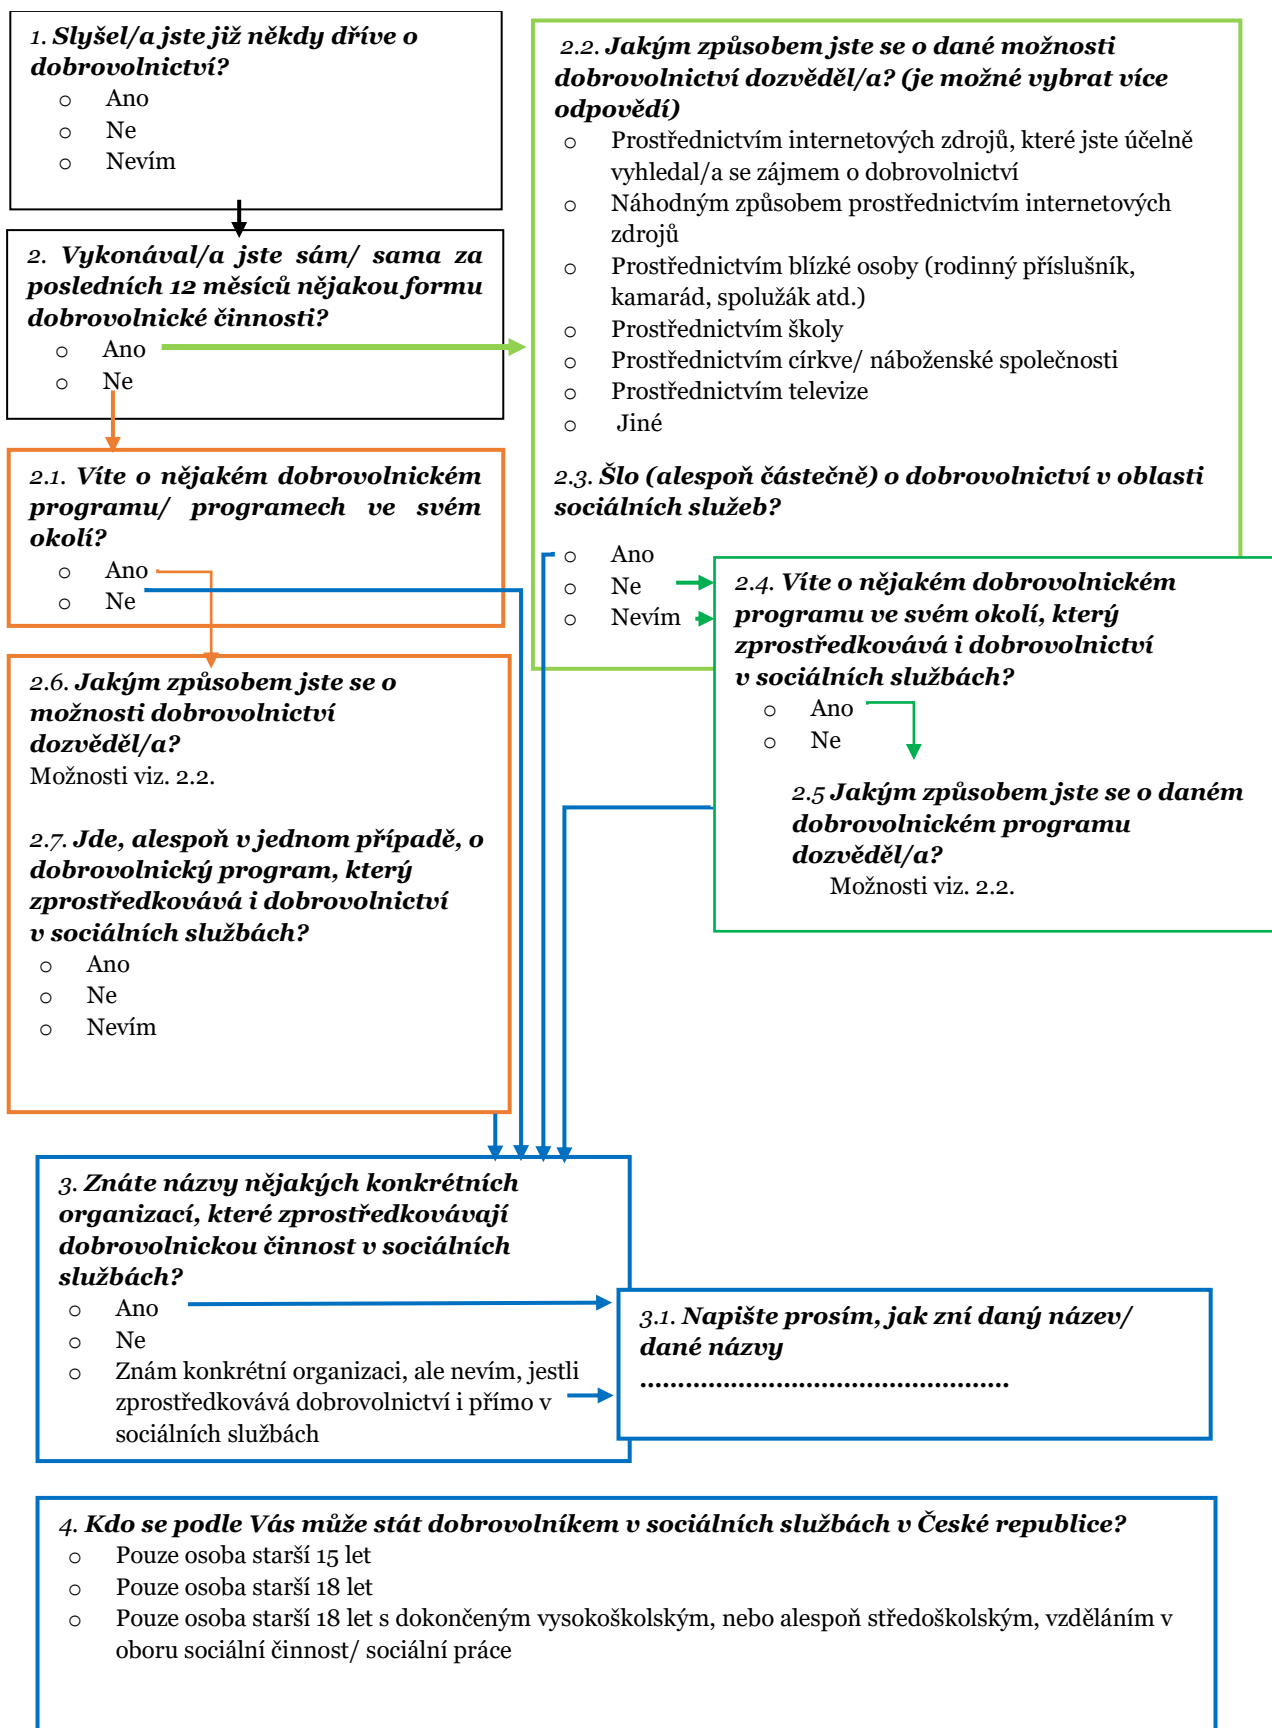 1. Slyšel/a jste již někdy dříve o
dobrovolnictví?
o Ano
o Ne
o Nevím
2. Vykonával/a jste sám/ sama za
posledních 12 měsíců nějakou formu
dobrovolnické činnosti?
o Ano
o Ne
2.1. Víte o nějakém dobrovolnickém
programu/ programech ve svém
okolí?
o Ano
o Ne
2.6. Jakým způsobem jste se o
možnosti dobrovolnictví
dozvěděl/a?
Možnosti viz. 2.2.
2.7. Jde, alespoň v jednom případě, o
dobrovolnický program, který
zprostředkovává i dobrovolnictví
v sociálních službách?
o Ano
o Ne
o Nevím
2.2. Jakým způsobem jste se o dané možnosti
dobrovolnictví dozvěděl/a? (je možné vybrat více
odpovědí)
o Prostřednictvím internetových zdrojů, které jste účelně
vyhledal/a se zájmem o dobrovolnictví
o Náhodným způsobem prostřednictvím internetových
zdrojů
o Prostřednictvím blízké osoby (rodinný příslušník,
kamarád, spolužák atd.)
o Prostřednictvím školy
o Prostřednictvím církve/ náboženské společnosti
o Prostřednictvím televize
o Jiné
2.3. Šlo (alespoň částečně) o dobrovolnictví v oblasti
sociálních služeb?
o Ano
o Ne
o Nevím
2.4. Víte o nějakém dobrovolnickém
programu ve svém okolí, který
zprostředkovává i dobrovolnictví
v sociálních službách?
o Ano
o Ne
2.5 Jakým způsobem jste se o daném
dobrovolnickém programu
dozvěděl/a?
Možnosti viz. 2.2.
3. Znáte názvy nějakých konkrétních
organizací, které zprostředkovávají
dobrovolnickou činnost v sociálních
službách?
o Ano
o Ne
o Znám konkrétní organizaci, ale nevím, jestli
zprostředkovává dobrovolnictví i přímo v
sociálních službách
3.1. Napište prosím, jak zní daný název/
dané názvy
.................................................
4. Kdo se podle Vás může stát dobrovolníkem v sociálních službách v České republice?
o Pouze osoba starší 15 let
o Pouze osoba starší 18 let
o Pouze osoba starší 18 let s dokončeným vysokoškolským, nebo alespoň středoškolským, vzděláním v
oboru sociální činnost/ sociální práce